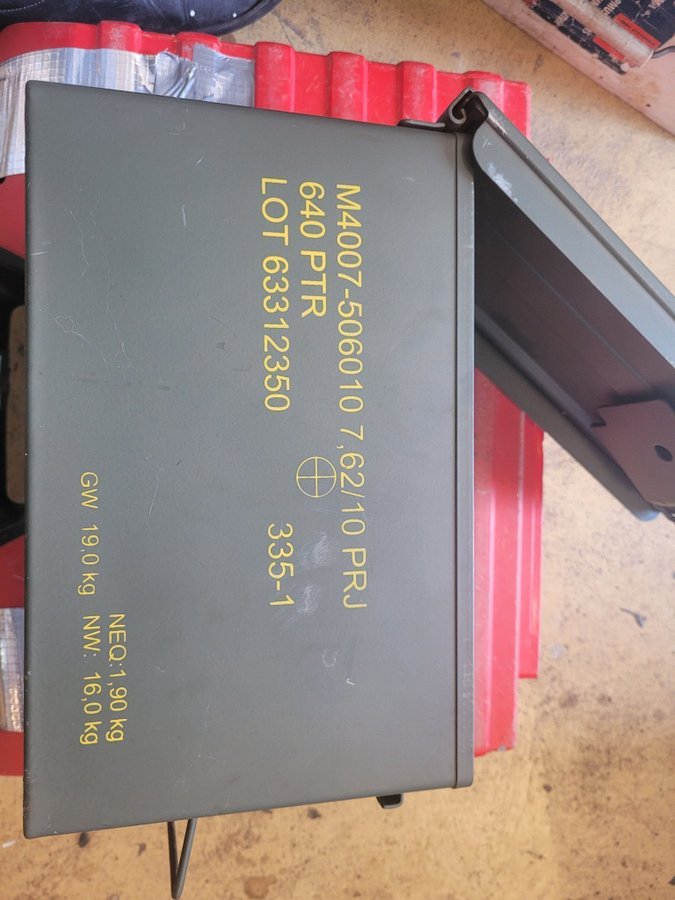 M4007-506010 7,62/10 PRJ
640 PTR
LOT 63312350 335-1
NEQ:1,90 kg
GW 19,0 kg NW: 16,0 kg